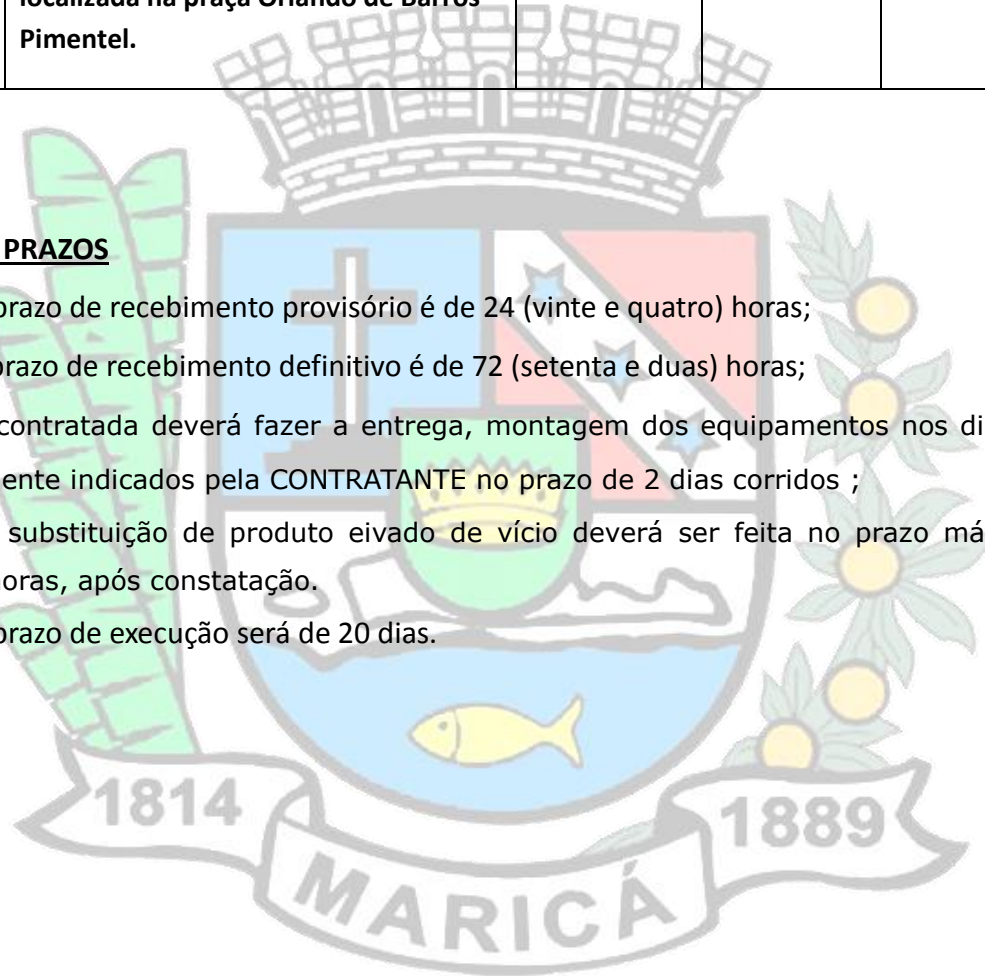 localizada na praça Orlando de Barros
Pimentel.
PRAZOS
prazo de recebimento provisório é de 24 (vinte e quatro) horas;
prazo de recebimento definitivo é de 72 (setenta e duas) horas;
contratada deverá fazer a entrega, montagem dos equipamentos nos di
ente indicados pela CONTRATANTE no prazo de 2 dias corridos ;
substituição de produto eivado de vício deverá ser feita no prazo má
oras, após constatação.
prazo de execução será de 20 dias.
1814
1889
MARICÁ